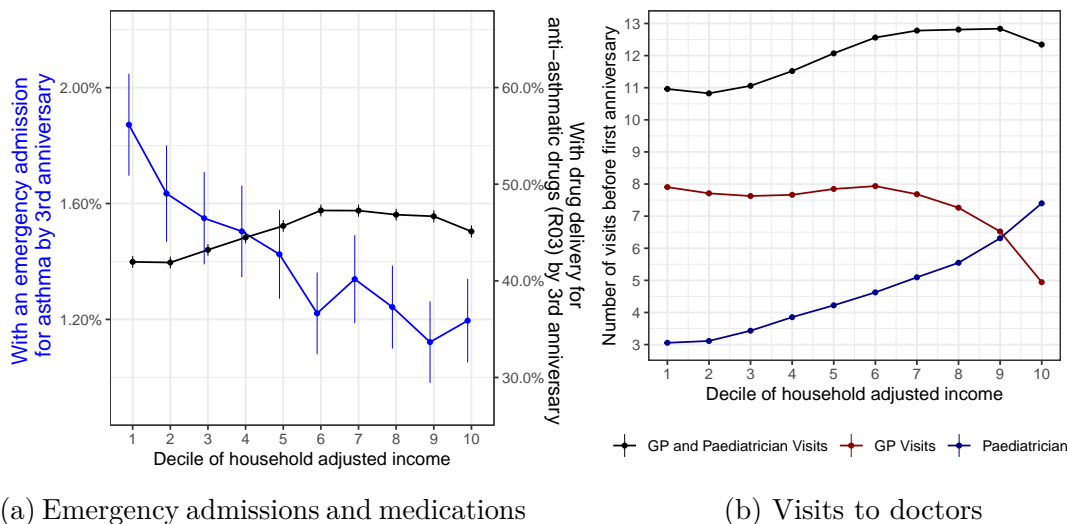 With an emergency admission
for asthma by 3rd anniversary
2.00%
1.60%
1.20%
60.0%
50.0%
40.0%
30.0%
With drug delivery for
anti−asthmatic drugs (R03) by 3rd anniversary
1 2 3 4 5 6 7 8 9 10
Decile of household adjusted income
(a) Emergency admissions and medications
Number of visits before first anniversary
13
12
11
10
9
8
7
6
5
4
3
1 2 3 4 5 6 7 8 9 10
Decile of household adjusted income
GP and Paediatrician Visits GP Visits Paediatrician
(b) Visits to doctors